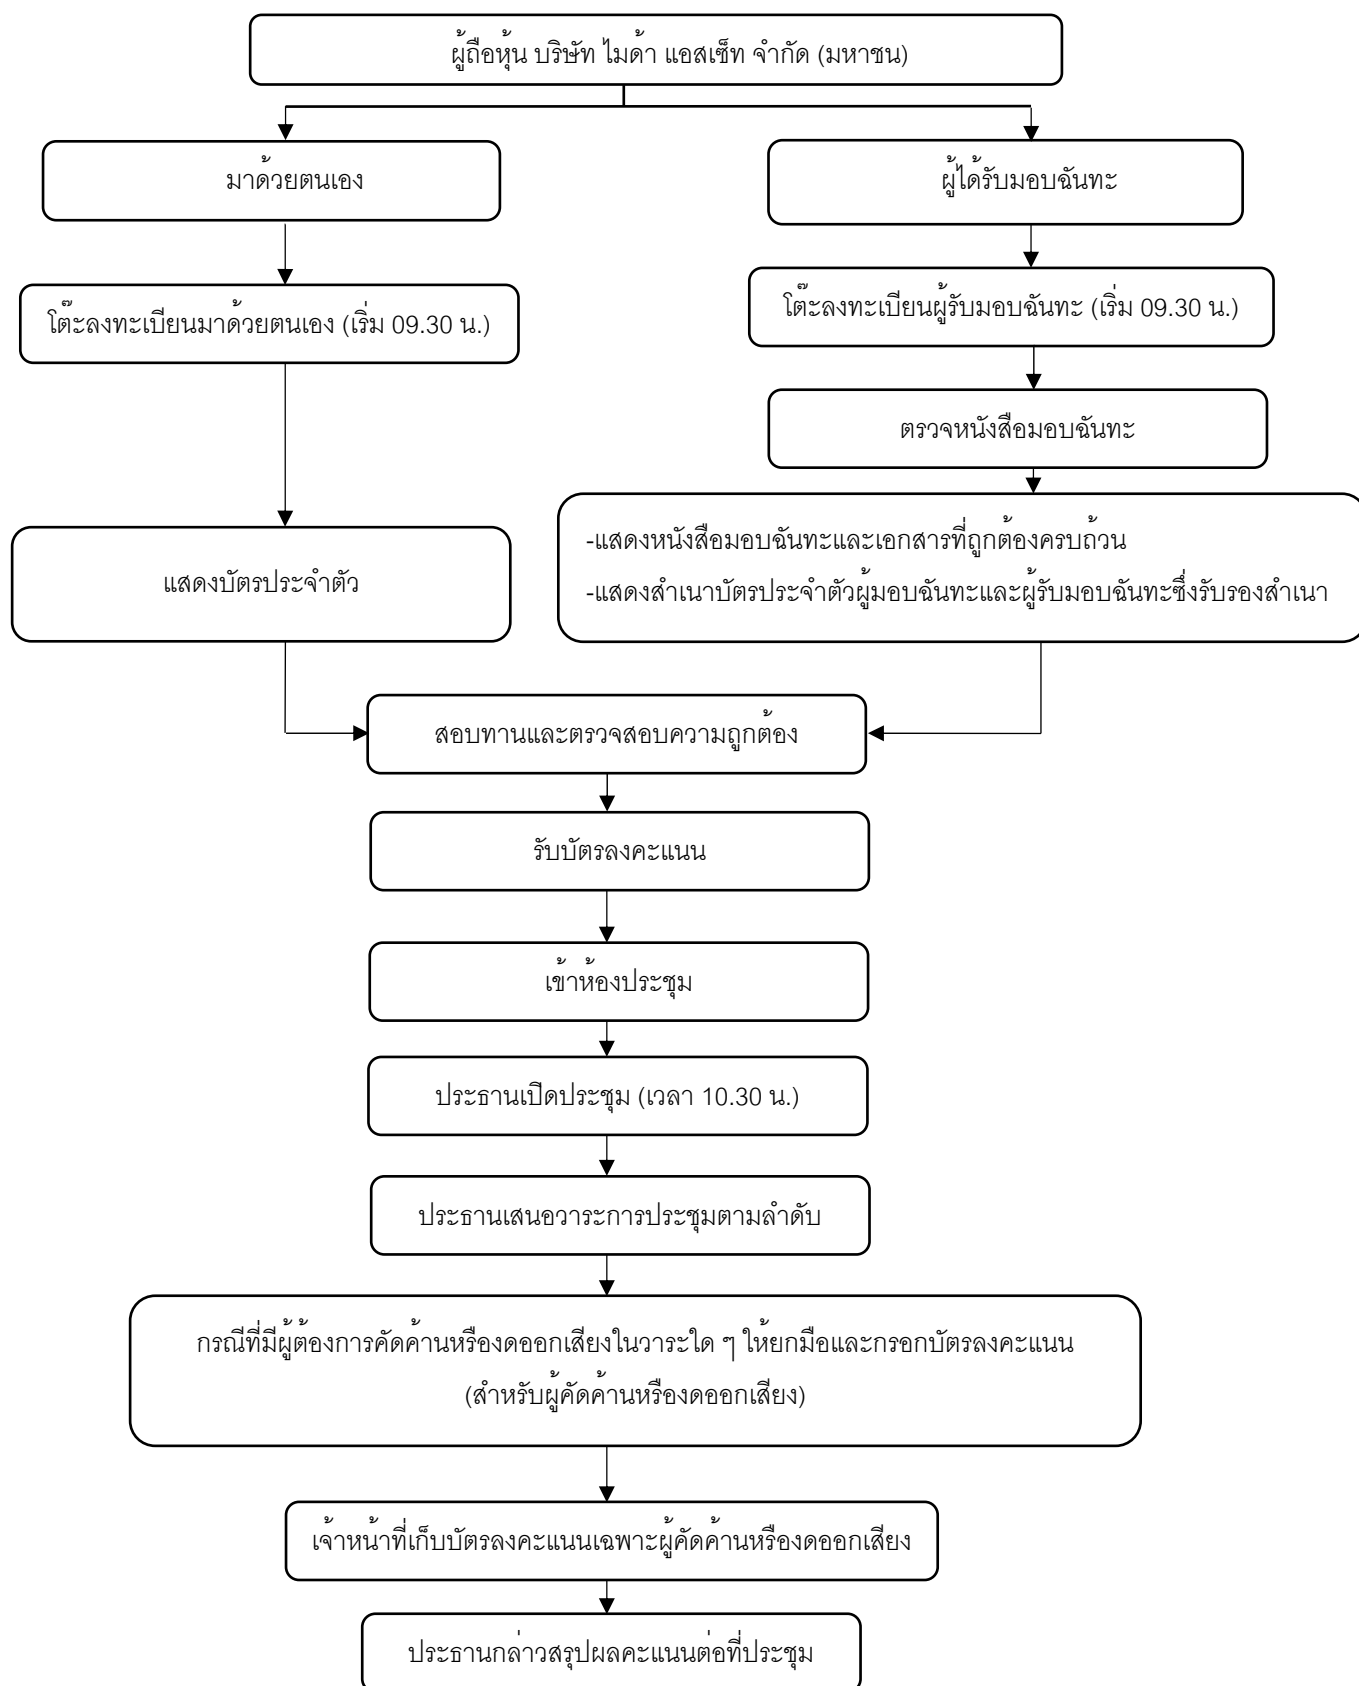 ผู้ถือหุ้น บริษัท ไมด้า แอสเซ็ท จำกัด (มหาชน)
มาด้วยตนเอง
ผู้ได้รับมอบฉันทะ
โต๊ะลงทะเบียนมาด้วยตนเอง (เริ่ม 09.30 น.)
โต๊ะลงทะเบียนผู้รับมอบฉันทะ (เริ่ม 09.30 น.)
ตรวจหนังสือมอบฉันทะ
แสดงบัตรประจำตัว
-แสดงหนังสือมอบฉันทะและเอกสารที่ถูกต้องครบถ้วน
-แสดงสำเนาบัตรประจำตัวผู้มอบฉันทะและผู้รับมอบฉันทะซึ่งรับรองสำเนา
สอบทานและตรวจสอบความถูกต้อง
รับบัตรลงคะแนน
เข้าห้องประชุม
ประธานเปิดประชุม (เวลา 10.30 น.)
ประธานเสนอวาระการประชุมตามลำดับ
กรณีที่มีผู้ต้องการคัดค้านหรืองดออกเสียงในวาระใด ๆ ให้ยกมือและกรอกบัตรลงคะแนน
(สำหรับผู้คัดค้านหรืองดออกเสียง)
เจ้าหน้าที่เก็บบัตรลงคะแนนเฉพาะผู้คัดค้านหรืองดออกเสียง
ประธานกล่าวสรุปผลคะแนนต่อที่ประชุม